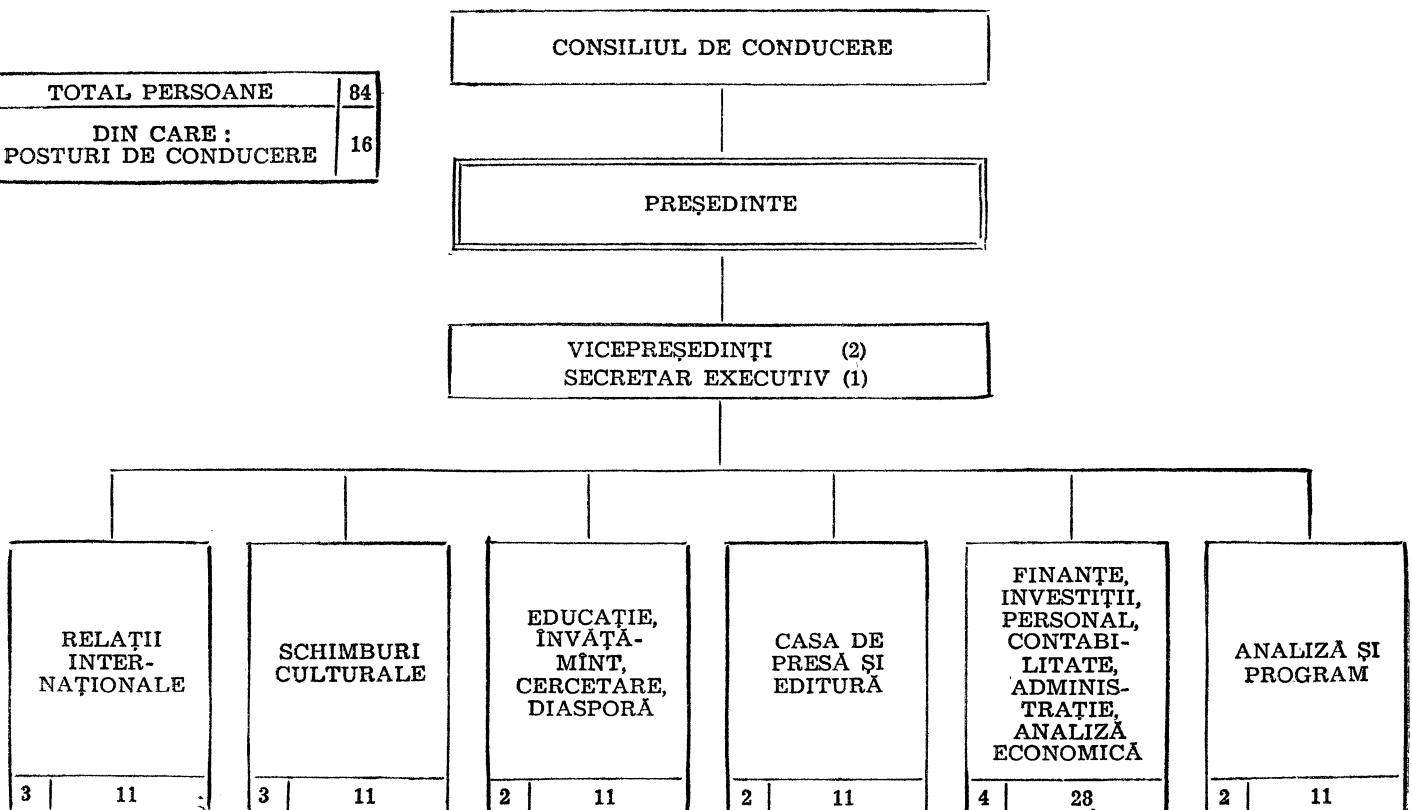 CONSILIUL DE CONDUCERE
TOTAL PERSOANE 84
DIN CARE :
POSTURI DE CONDUCERE 16
PREȘEDINTE
VICEPREȘEDINȚI (2)
SECRETAR EXECUTIV (1)
RELAȚII
INTER-
NAȚIONALE
3 11
SCHIMBURI
CULTURALE
3 11
EDUCAȚIE,
ÎNVĂȚĂ-
MÎNT,
CERCETARE,
DIASPORĂ
2 11
CASA DE
PRESĂ ȘI
EDITURĂ
2 11
FINANȚE,
INVESTIȚII,
PERSONAL,
CONTABI-
LITATE,
ADMINIS-
TRAȚIE,
ANALIZĂ
ECONOMICĂ
4 28
ANALIZĂ ȘI
PROGRAM
2 11